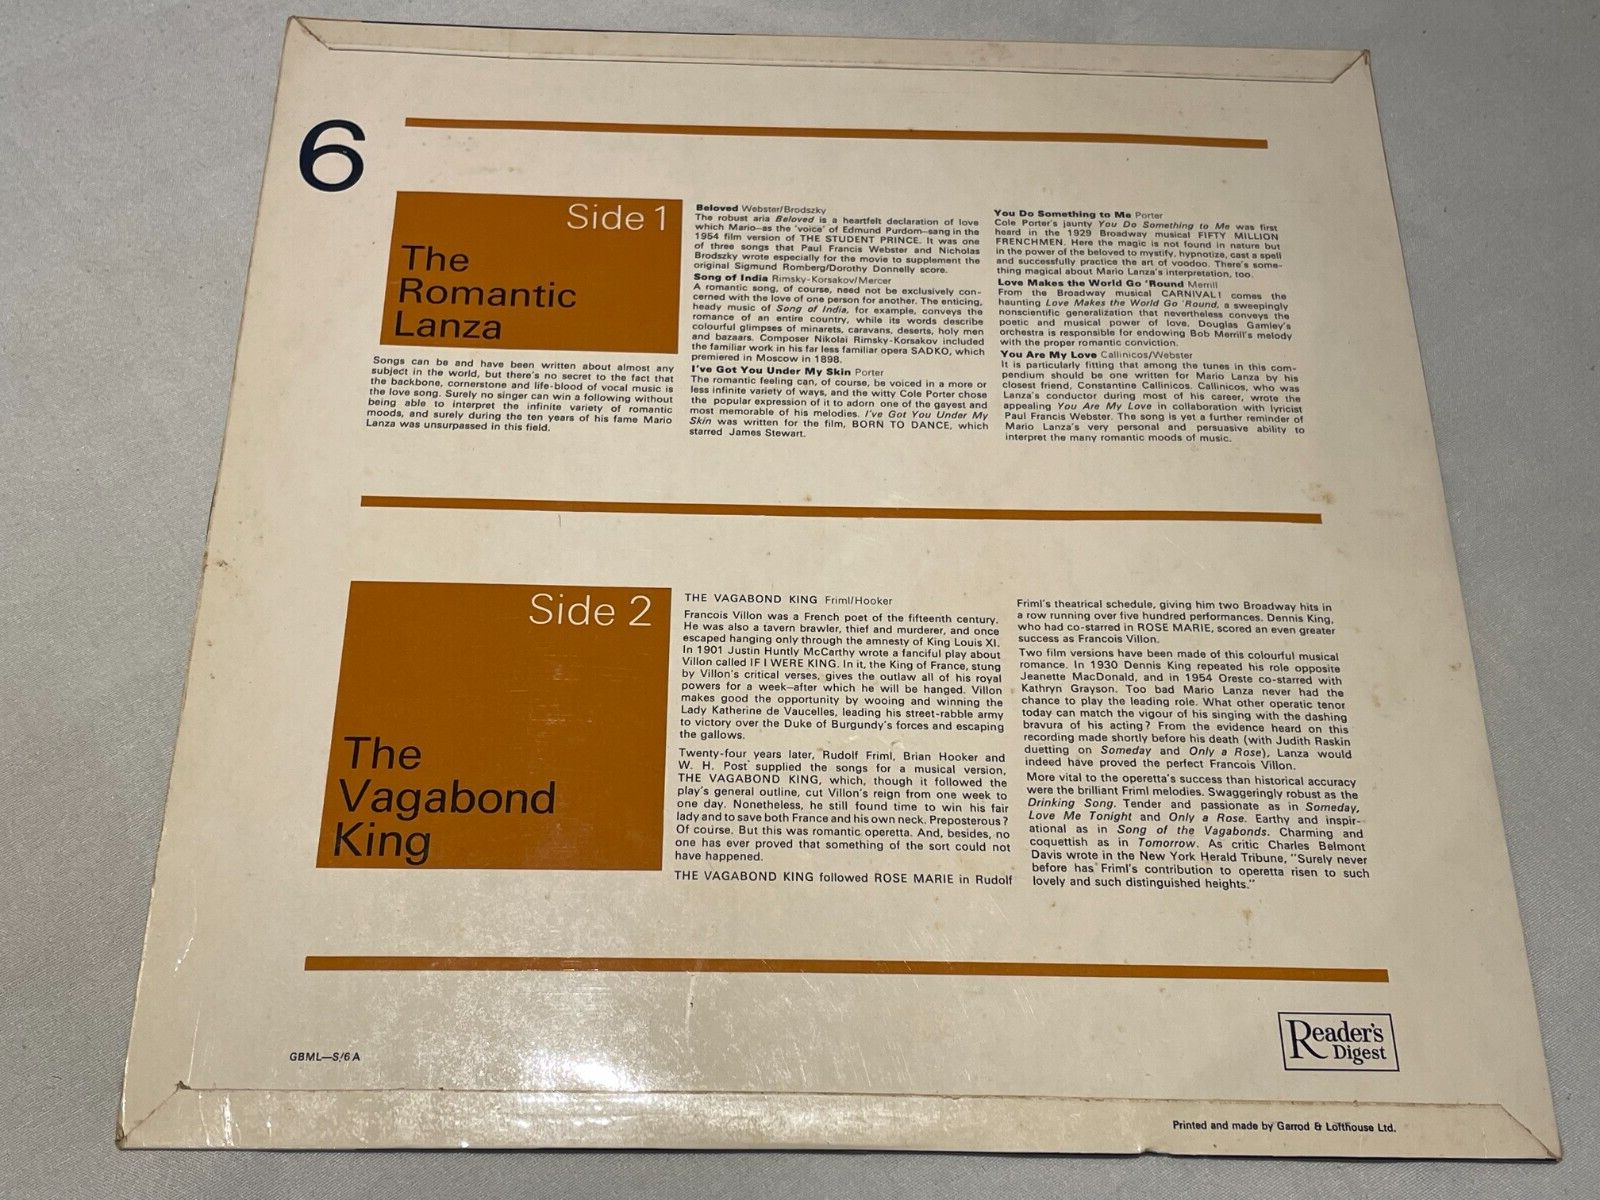 6
Side 1
The
Romantic
Lanza
Songs can be and have been written about almost any
subject in the world, but there's no secret to the fact that
the backbone, cornerstone and life-blood of vocal music is
the love song. Surely no singer can win a following without
being able to interpret the infinite variety of romantic
moods, and surely during the ten years of his fame Mario
Lanza was unsurpassed in this field.
Beloved Webster/Brodszky
The robust aria Beloved is a heartfelt declaration of love
which Mario—as the 'voice' of Edmund Purdom—sang in the
1954 film version of THE STUDENT PRINCE. It was one
of three songs that Paul Francis Webster and Nicholas
Brodszky wrote especially for the movie to supplement the
original Sigmund Romberg/Dorothy Donnelly score.
Song of India Rimsky-Korsakov/Mercer
A romantic song, of course, need not be exclusively con-
cerned with the love of one person for another. The enticing,
heady music of Song of India, for example, conveys the
romance of an entire country, while its words describe
colourful glimpses of minarets, caravans, deserts, holy men
and bazaars. Composer Nikolai Rimsky-Korsakov included
the familiar work in his far less familiar opera SADKO, which
premiered in Moscow in 1898.
I've Got You Under My Skin Porter
The romantic feeling can, of course, be voiced in a more or
less infinite variety of ways, and the witty Cole Porter chose
the popular expression of it to adorn one of the gayest and
most memorable of his melodies. I've Got You Under My
Skin was written for the film, BORN TO DANCE, which
starred James Stewart.
You Do Something to Me Porter
Cole Porter's jaunty You Do Something to Me was first
heard in the 1929 Broadway musical FIFTY MILLION
FRENCHMEN. Here the magic is not found in nature but
in the power of the beloved to mystify, hypnotize, cast a spell
and successfully practice the art of voodoo. There's some-
thing magical about Mario Lanza's interpretation, too.
Love Makes the World Go 'Round Merrill
From the Broadway musical CARNIVAL! comes the
haunting Love Makes the World Go 'Round, a sweepingly
nonscientific generalization that nevertheless conveys the
poetic and musical power of love. Douglas Gamley's
orchestra is responsible for endowing Bob Merrill's melody
with the proper romantic conviction.
You Are My Love Callinicos/Webster
It is particularly fitting that among the tunes in this com-
pendium should be one written for Mario Lanza by his
closest friend, Constantine Callinicos. Callinicos, who was
Lanza's conductor during most of his career, wrote the
appealing You Are My Love in collaboration with lyricist
Paul Francis Webster. The song is yet a further reminder of
Mario Lanza's very personal and persuasive ability to
interpret the many romantic moods of music.
Side 2
The
Vagabond
King
THE VAGABOND KING Friml/Hooker
Francois Villon was a French poet of the fifteenth century.
He was also a tavern brawler, thief and murderer, and once
escaped hanging only through the amnesty of King Louis XI.
In 1901 Justin Huntly McCarthy wrote a fanciful play about
Villon called IF I WERE KING. In it, the King of France, stung
by Villon's critical verses, gives the outlaw all of his royal
powers for a week—after which he will be hanged. Villon
makes good the opportunity by wooing and winning the
Lady Katherine de Vaucelles, leading his street-rabble army
to victory over the Duke of Burgundy's forces and escaping
the gallows.
Twenty-four years later, Rudolf Friml, Brian Hooker and
W. H. Post supplied the songs for a musical version,
THE VAGABOND KING, which, though it followed the
play's general outline, cut Villon's reign from one week to
one day. Nonetheless, he still found time to win his fair
lady and to save both France and his own neck. Preposterous?
Of course. But this was romantic operetta. And, besides, no
one has ever proved that something of the sort could not
have happened.
THE VAGABOND KING followed ROSE MARIE in Rudolf
Friml's theatrical schedule, giving him two Broadway hits in
a row running over five hundred performances. Dennis King,
who had co-starred in ROSE MARIE, scored an even greater
success as Francois Villon.
Two film versions have been made of this colourful musical
romance. In 1930 Dennis King repeated his role opposite
Jeanette MacDonald, and in 1954 Oreste co-starred with
Kathryn Grayson. Too bad Mario Lanza never had the
chance to play the leading role. What other operatic tenor
today can match the vigour of his singing with the dashing
bravura of his acting? From the evidence heard on this
recording made shortly before his death (with Judith Raskin
duetting on Someday and Only a Rose), Lanza would
indeed have proved the perfect Francois Villon.
More vital to the operetta's success than historical accuracy
were the brilliant Friml melodies. Swaggeringly robust as the
Drinking Song. Tender and passionate as in Someday,
Love Me Tonight and Only a Rose. Earthy and inspir-
ational as in Song of the Vagabonds. Charming and
coquettish as in Tomorrow. As critic Charles Belmont
Davis wrote in the New York Herald Tribune, "Surely never
before has Friml's contribution to operetta risen to such
lovely and such distinguished heights."
GBML—S/6 A
Reader's
Digest
Printed and made by Garrod & Lofthouse Ltd.